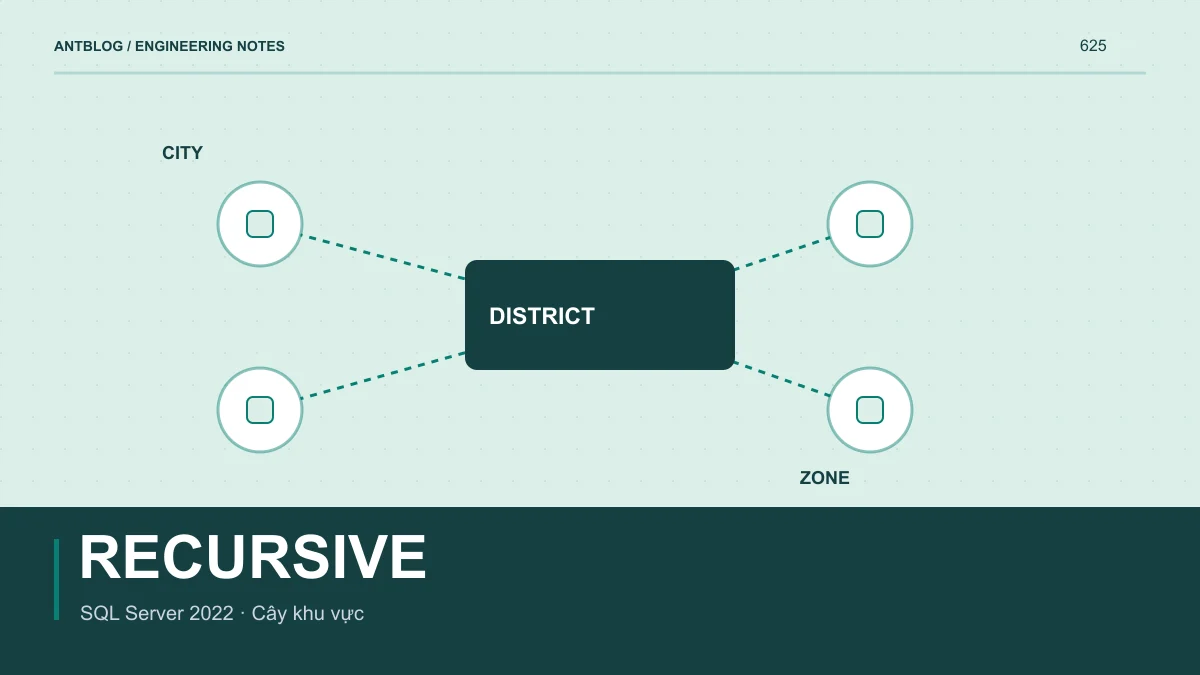 ANTBLOG / ENGINEERING NOTES
625
CITY
DISTRICT
ZONE
RECURSIVE
SQL Server 2022 · Cây khu vực